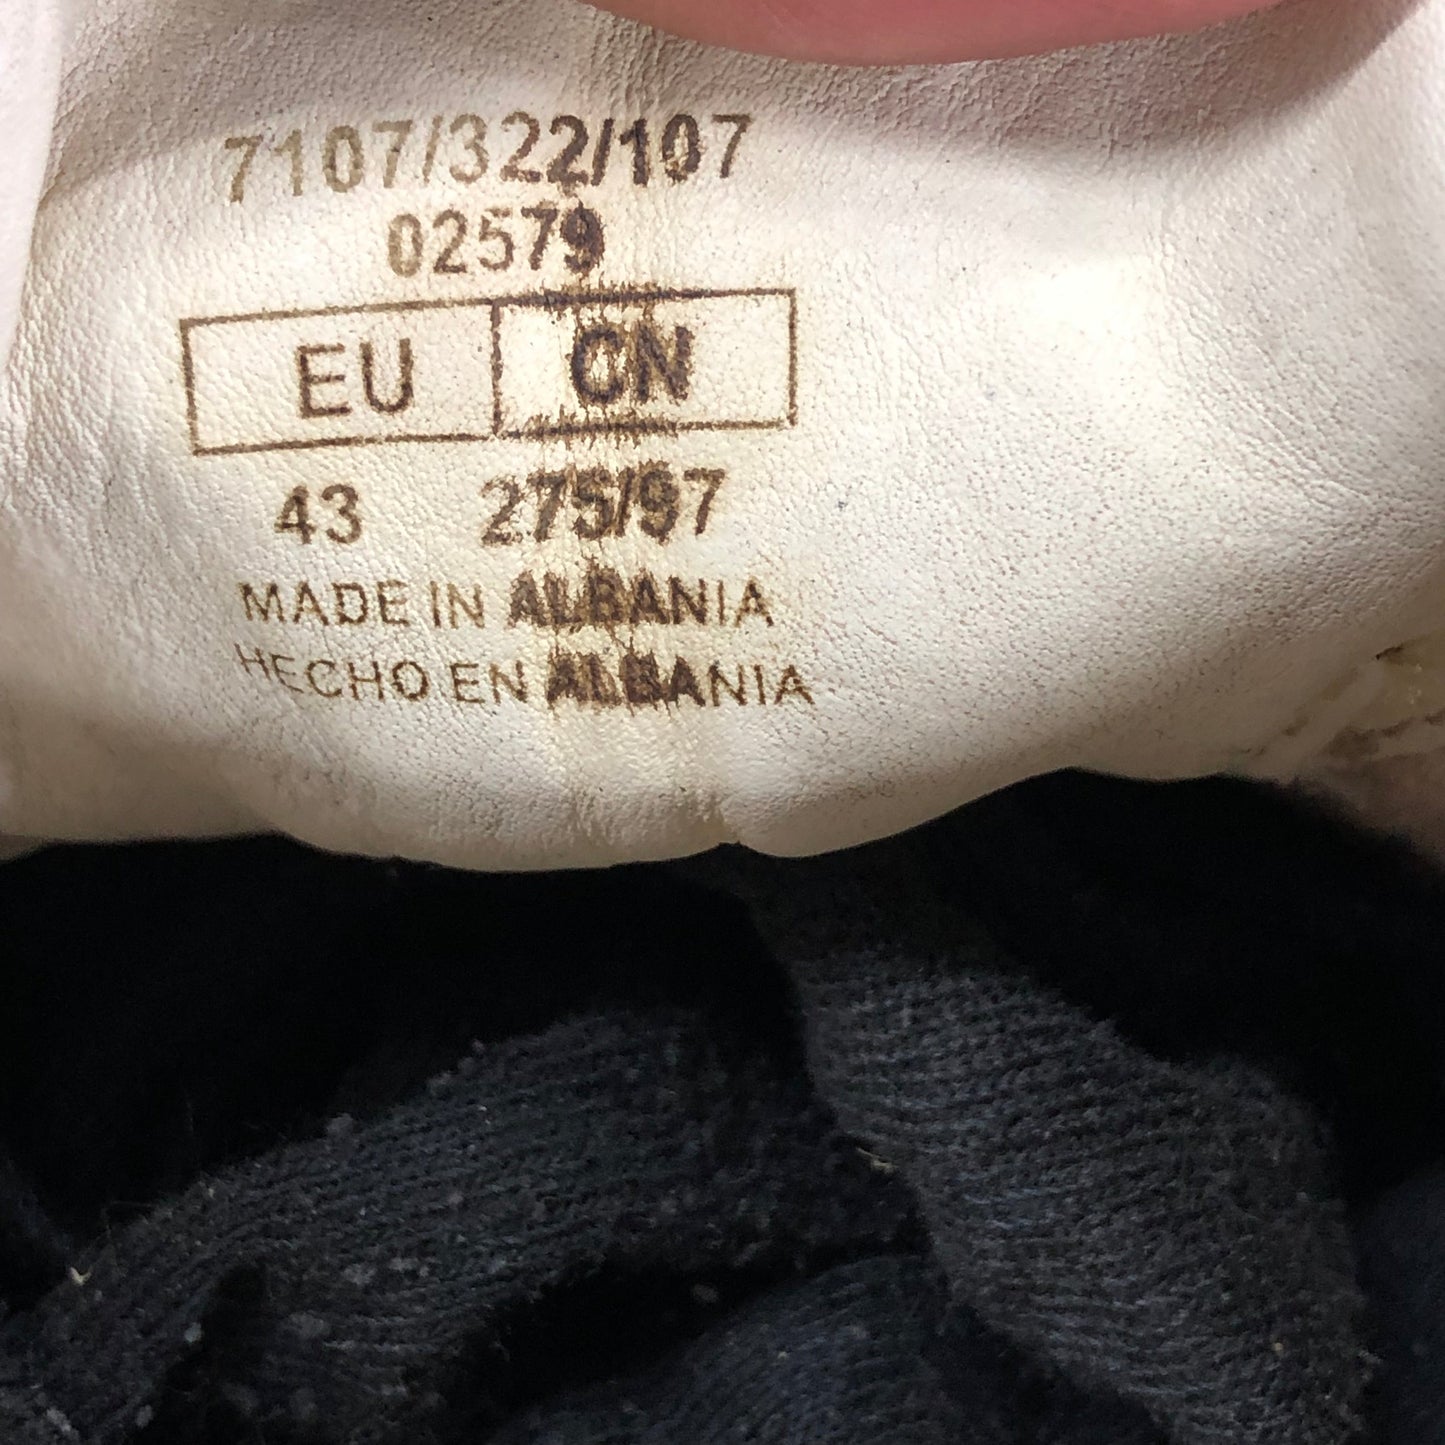 7107/322/107
02579
EU CN
43 275/97
MADE IN ALBANIA
HECHO EN ALBANIA